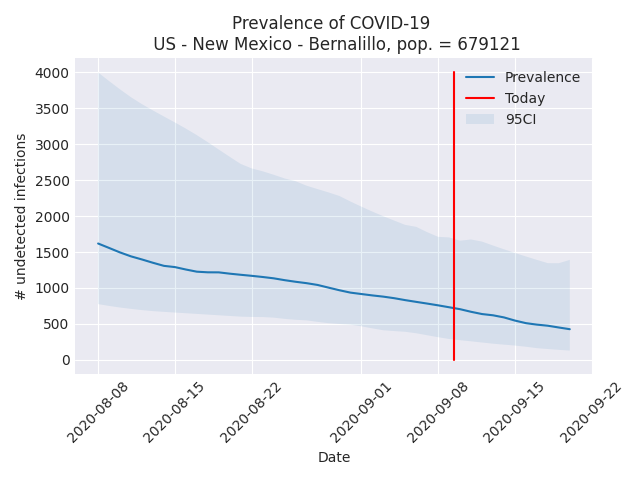 Prevalence of COVID-19
US - New Mexico - Bernalillo, pop. = 679121
4000
3500
3000
2500
2000
1500
1000
500
0
# undetected infections
Prevalence
Today
95CI
2020-08-08
2020-08-15
2020-08-22
2020-09-01
2020-09-08
2020-09-15
2020-09-22
Date